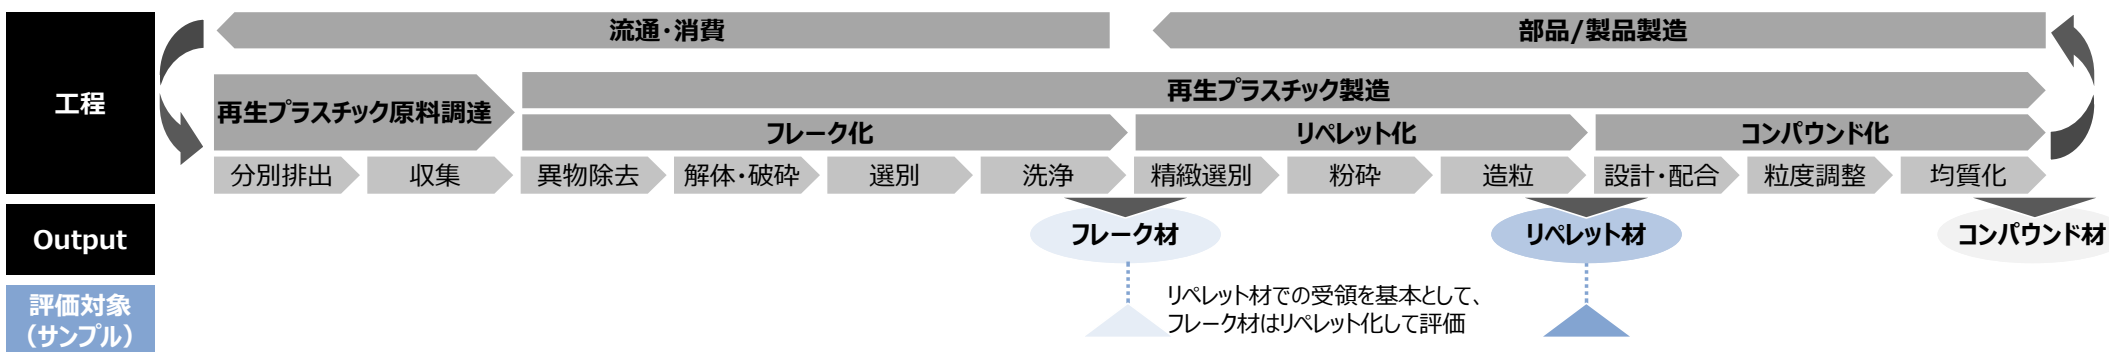 流通・消費
部品/製品製造
工程
再生プラスチック原料調達
再生プラスチック製造
フレーク化
リペレット化
コンパウンド化
分別排出
収集
異物除去
解体・破砕
選別
洗浄
精緻選別
粉砕
造粒
設計・配合
粒度調整
均質化
Output
フレーク材
リペレット材
コンパウンド材
評価対象
(サンプル)
リペレット材での受領を基本として、
フレーク材はリペレット化して評価